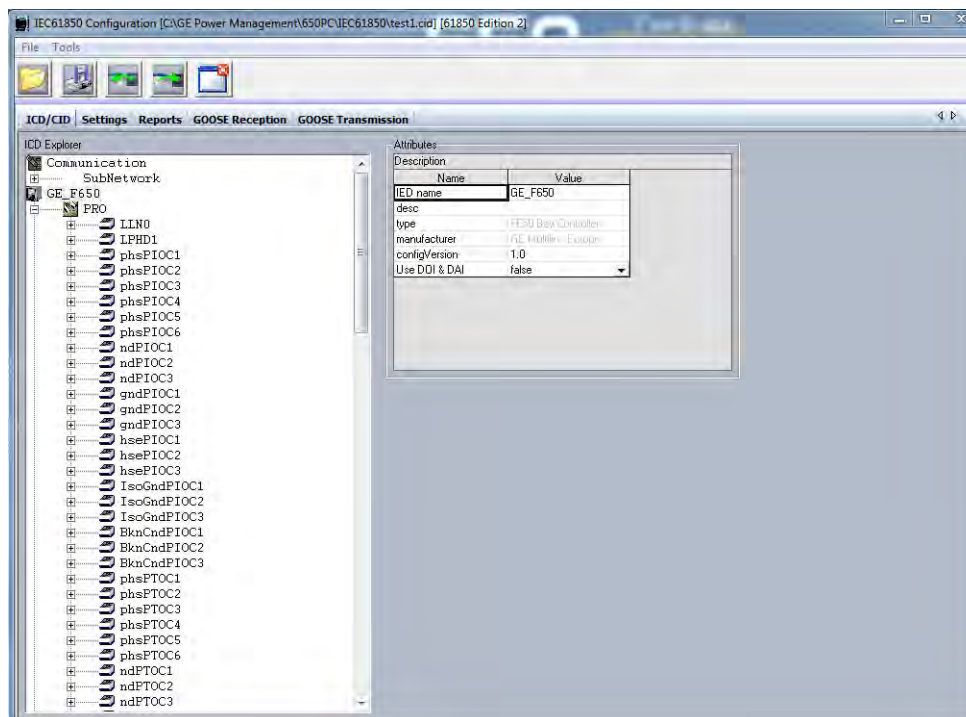 IEC61850 Configuration [C:\GE Power Management\650PC\IEC61850\test1.cid] [61850 Edition 2]
File Tools
ICD/CID Settings Reports GOOSE Reception GOOSE Transmission
ICD Explorer
Communication
SubNetwork
GE_F650
PRO
LLN0
LPHD1
phsPIOC1
phsPIOC2
phsPIOC3
phsPIOC4
phsPIOC5
phsPIOC6
ndPIOC1
ndPIOC2
ndPIOC3
gndPIOC1
gndPIOC2
gndPIOC3
hsePIOC1
hsePIOC2
hsePIOC3
IsoGndPIOC1
IsoGndPIOC2
IsoGndPIOC3
BknCndPIOC1
BknCndPIOC2
BknCndPIOC3
phsPTOC1
phsPTOC2
phsPTOC3
phsPTOC4
phsPTOC5
phsPTOC6
ndPTOC1
ndPTOC2
ndPTOC3
Attributes
Description
Name Value
IED name GE_F650
desc
type
manufacturer
configVersion 1.0
Use DOI & DAI false